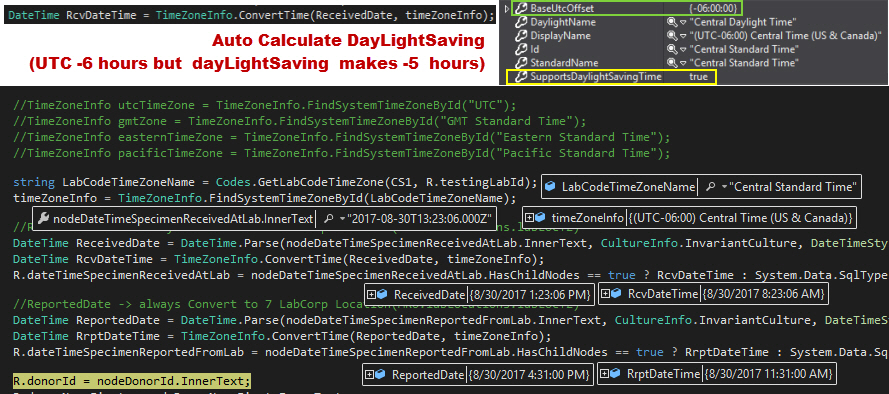 DateTime RcvDateTime = TimeZoneInfo.ConvertTime(ReceivedDate, timeZoneInfo);
Auto Calculate DayLightSaving
(UTC -6 hours but dayLightSaving makes -5 hours)
BaseUtcOffset {-06:00:00}
DaylightName "Central Daylight Time"
DisplayName "(UTC-06:00) Central Time (US & Canada)"
Id "Central Standard Time"
StandardName "Central Standard Time"
SupportsDaylightSavingTime true
//TimeZoneInfo utcTimeZone = TimeZoneInfo.FindSystemTimeZoneById("UTC");
//TimeZoneInfo gmtZone = TimeZoneInfo.FindSystemTimeZoneById("GMT Standard Time");
//TimeZoneInfo easternTimeZone = TimeZoneInfo.FindSystemTimeZoneById("Eastern Standard Time");
//TimeZoneInfo pacificTimeZone = TimeZoneInfo.FindSystemTimeZoneById("Pacific Standard Time");
string LabCodeTimeZoneName = Codes.GetLabCodeTimeZone(CS1, R.testingLabId);
LabCodeTimeZoneName "Central Standard Time"
timeZoneInfo = TimeZoneInfo.FindSystemTimeZoneById(LabCodeTimeZoneName);
nodeDateTimeSpecimenReceivedAtLab.InnerText "2017-08-30T13:23:06.000Z"
timeZoneInfo {(UTC-06:00) Central Time (US & Canada)}
DateTime ReceivedDate = DateTime.Parse(nodeDateTimeSpecimenReceivedAtLab.InnerText, CultureInfo.InvariantCulture, DateTimeSty
DateTime RcvDateTime = TimeZoneInfo.ConvertTime(ReceivedDate, timeZoneInfo);
R.dateTimeSpecimenReceivedAtLab = nodeDateTimeSpecimenReceivedAtLab.HasChildNodes == true ? RcvDateTime : System.Data.SqlType
ReceivedDate {8/30/2017 1:23:06 PM}
RcvDateTime {8/30/2017 8:23:06 AM}
//ReportedDate -> always Convert to 7 LabCorp Locat
DateTime ReportedDate = DateTime.Parse(nodeDateTimeSpecimenReportedFromLab.InnerText, CultureInfo.InvariantCulture, DateTimeS
DateTime RrptDateTime = TimeZoneInfo.ConvertTime(ReportedDate, timeZoneInfo);
R.dateTimeSpecimenReportedFromLab = nodeDateTimeSpecimenReportedFromLab.HasChildNodes == true ? RrptDateTime : System.Data.Sq
ReportedDate {8/30/2017 4:31:00 PM}
RrptDateTime {8/30/2017 11:31:00 AM}
R.donorId = nodeDonorId.InnerText;